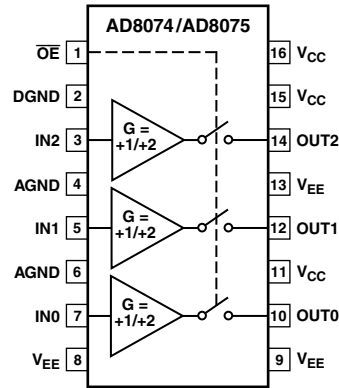 AD8074/AD8075
OE 1
16 VCC
DGND 2
15 VCC
G =
+1/+2
IN2 3
14 OUT2
AGND 4
13 VEE
G =
+1/+2
IN1 5
12 OUT1
AGND 6
11 VCC
G =
+1/+2
IN0 7
10 OUT0
VEE 8
9 VEE